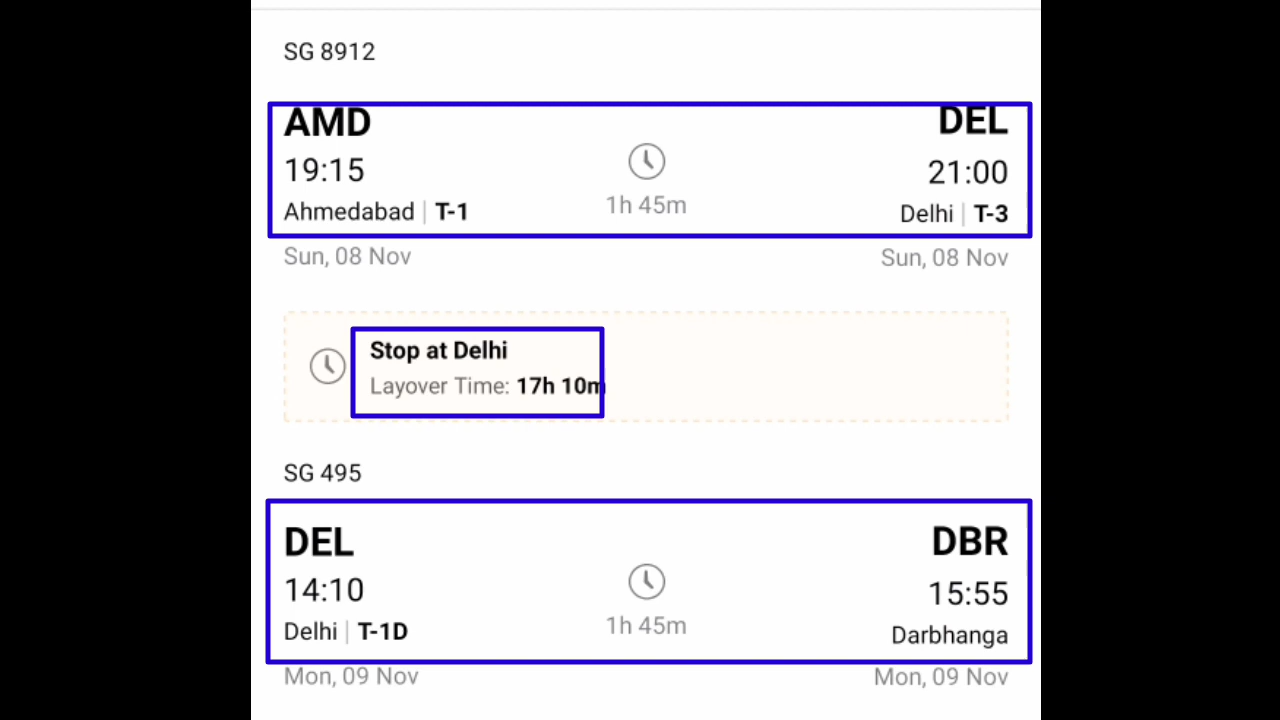 SG 8912
AMD DEL
19:15 21:00
1h 45m
Ahmedabad | T-1 Delhi | T-3
Sun, 08 Nov Sun, 08 Nov
Stop at Delhi
Layover Time: 17h 10m
SG 495
DEL DBR
14:10 15:55
1h 45m
Delhi | T-1D Darbhanga
Mon, 09 Nov Mon, 09 Nov